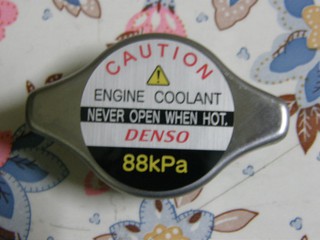 CAUTION
ENGINE COOLANT
NEVER OPEN WHEN HOT.
DENSO
88kPa